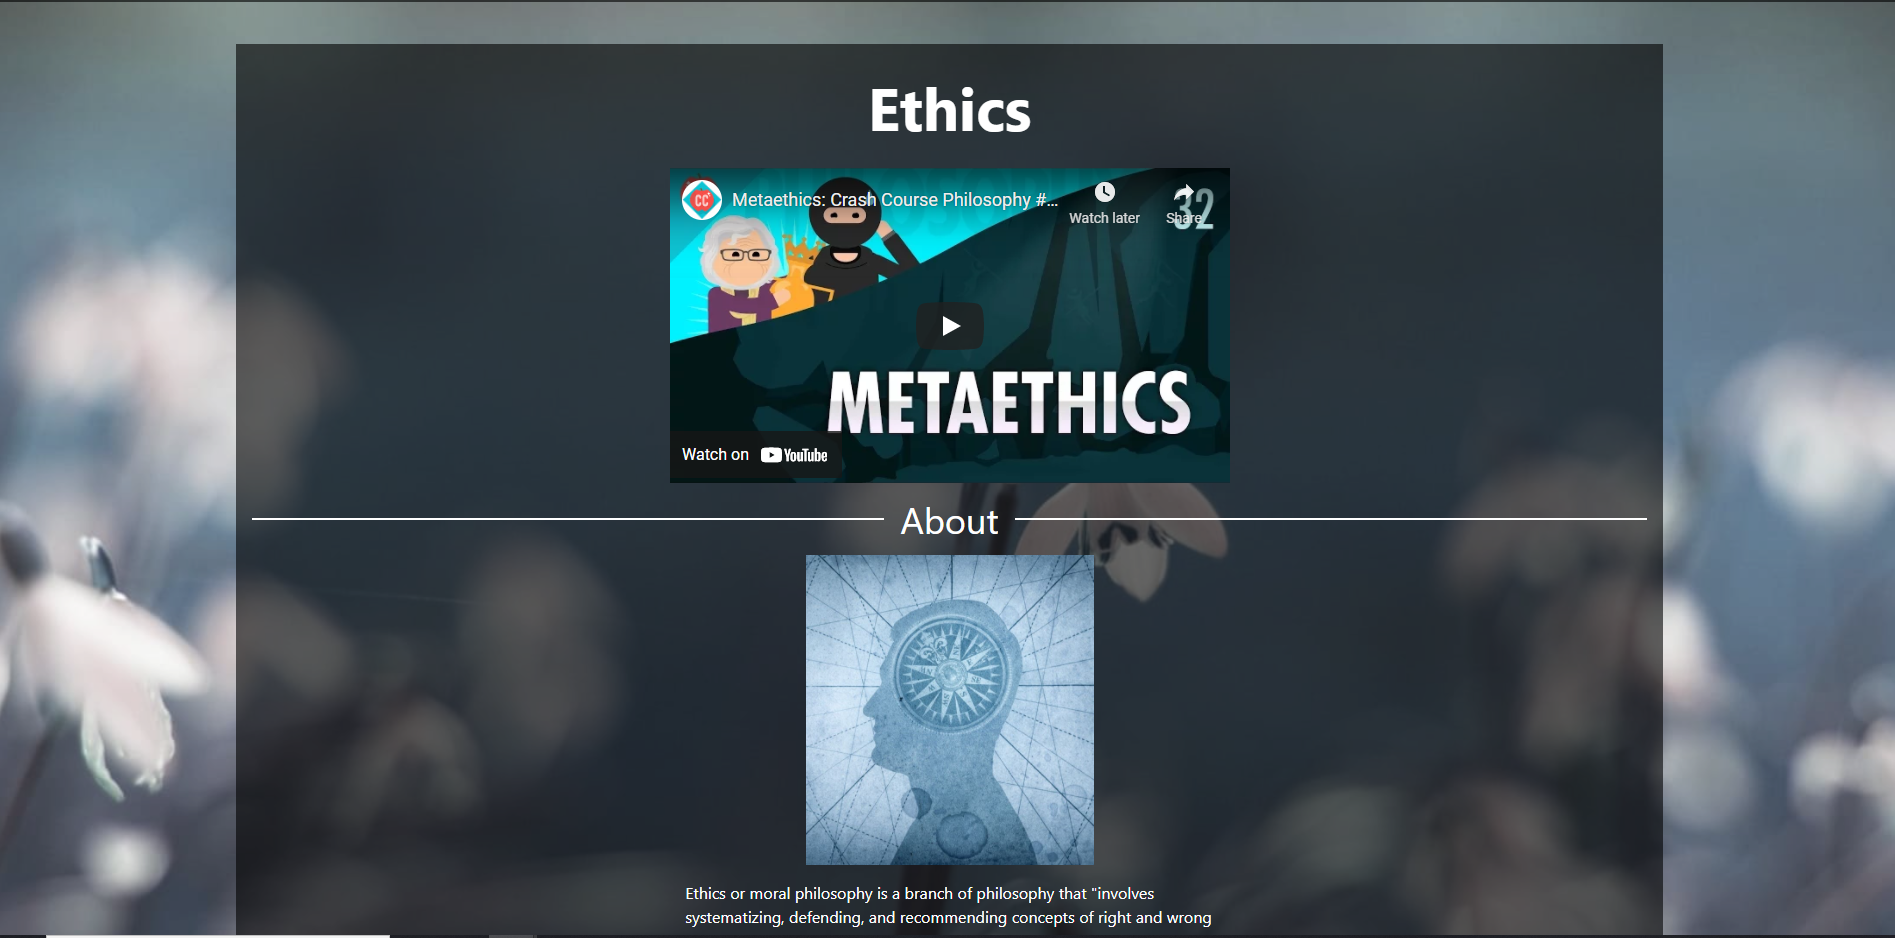 Ethics
CC
Metaethics: Crash Course Philosophy #...
Watch later
Share
32
METAETHICS
Watch on YouTube
About
Ethics or moral philosophy is a branch of philosophy that "involves
systematizing, defending, and recommending concepts of right and wrong